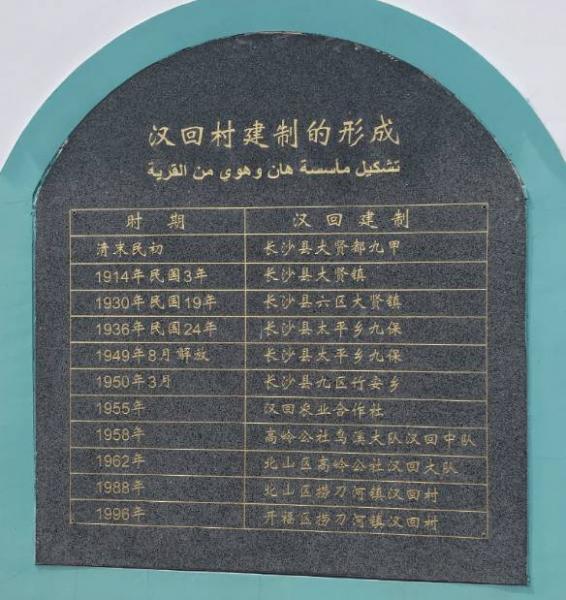 汉回村建制的形成
تشكيل مأسسة هان وهوي من القرية
时期 汉回建制
清末民初 长沙县大贤都九甲
1914年民国3年 长沙县大贤镇
1930年民国19年 长沙县六区大贤镇
1936年民国24年 长沙县太平乡九保
1949年8月解放 长沙县太平乡九保
1950年3月 长沙县九区竹安乡
1955年 汉回农业合作社
1958年 高岭公社鸟溪大队汉回中队
1962年 北山区高岭公社汉回大队
1988年 北山区捞刀河镇汉回村
1996年 开福区捞刀河镇汉回村